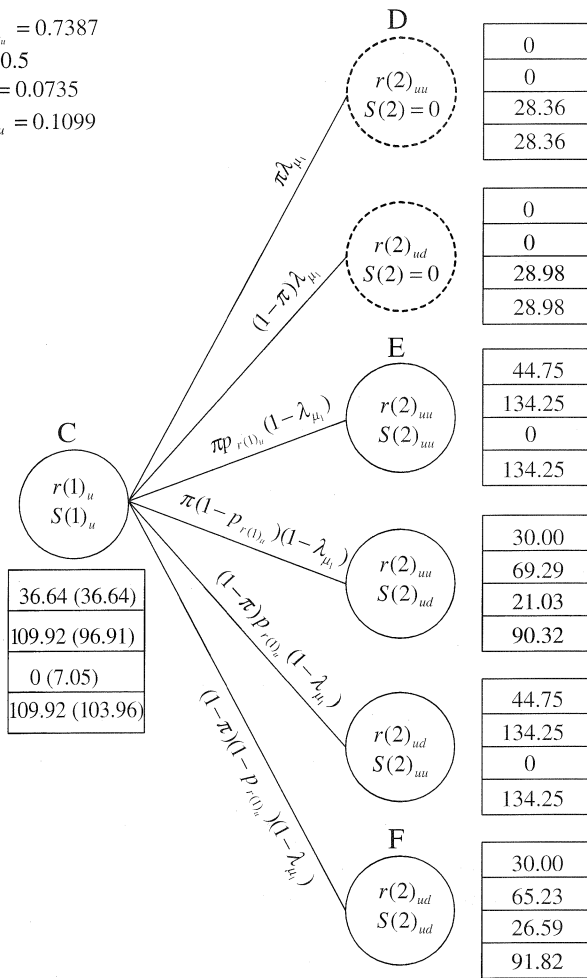 u = 0.7387
0.5
= 0.0735
u = 0.1099
D
r(2)uu
S(2) = 0
0
0
28.36
28.36
πλμ1
r(2)ud
S(2) = 0
0
0
28.98
28.98
(1−π)λμ1
E
r(2)uu
S(2)uu
44.75
134.25
0
134.25
πp r(1)u (1−λμ1)
C
r(1)u
S(1)u
36.64 (36.64)
109.92 (96.91)
0 (7.05)
109.92 (103.96)
π(1−p r(1)u)(1−λμ1)
r(2)uu
S(2)ud
30.00
69.29
21.03
90.32
(1−π)p r(1)u (1−λμ1)
r(2)ud
S(2)uu
44.75
134.25
0
134.25
(1−π)(1−p r(1)u)(1−λμ1)
F
r(2)ud
S(2)ud
30.00
65.23
26.59
91.82